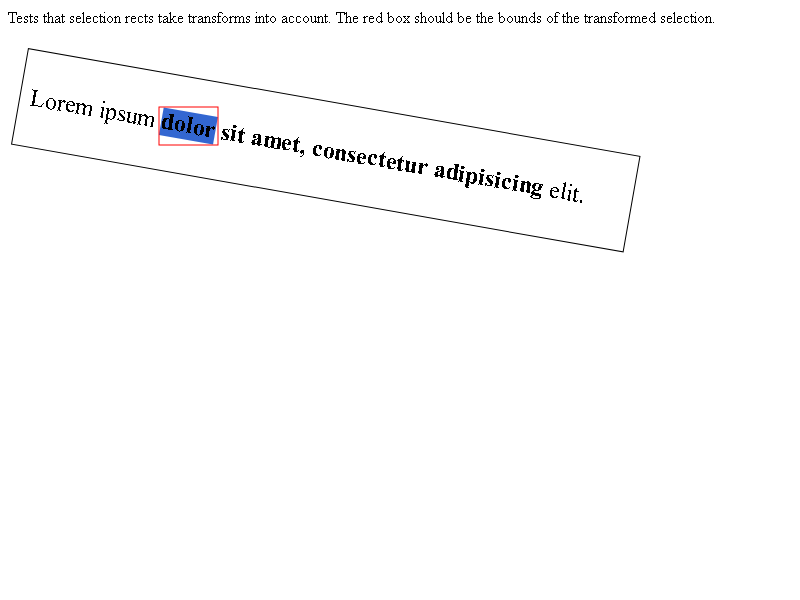 Tests that selection rects take transforms into account. The red box should be the bounds of the transformed selection.
Lorem ipsum dolor sit amet, consectetur adipisicing elit.